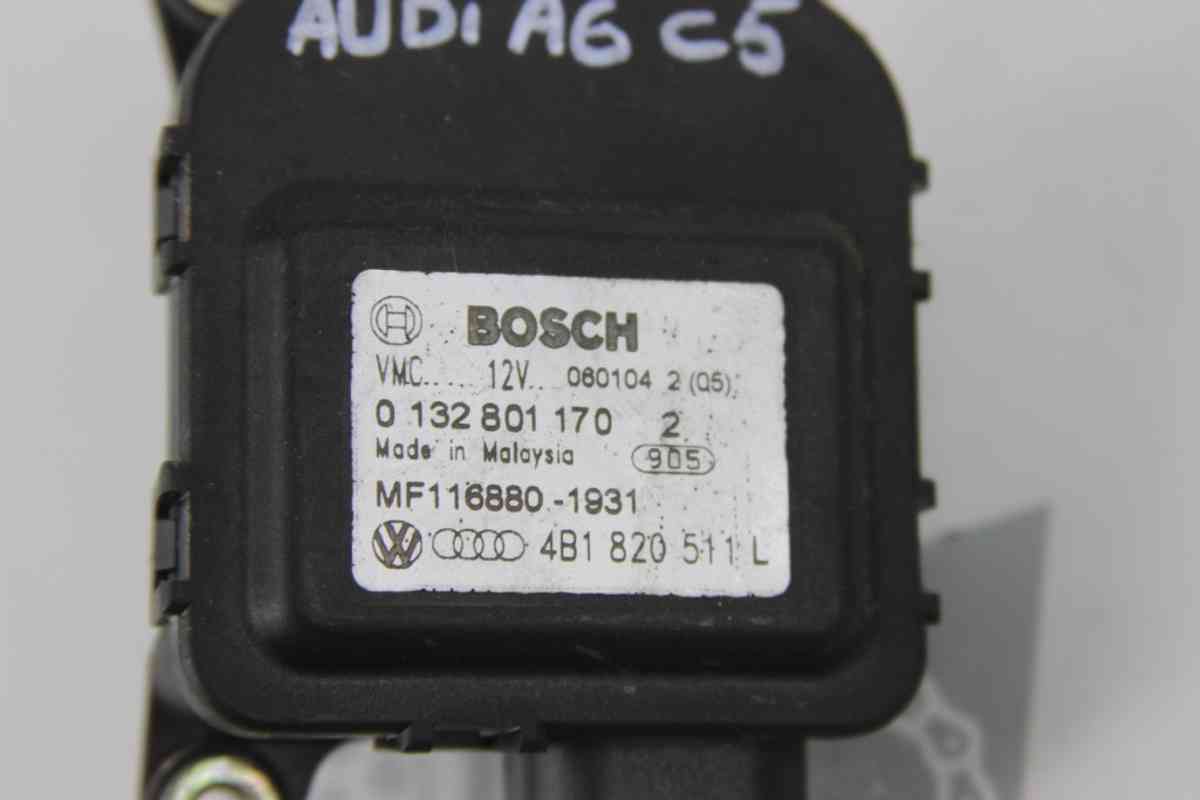 AUDI A6 C5
BOSCH
VMC.... 12V.. 060104 2 (05)
0 132 801 170 2
Made in Malaysia 905
MF116880-1931
4B1 820 511 L